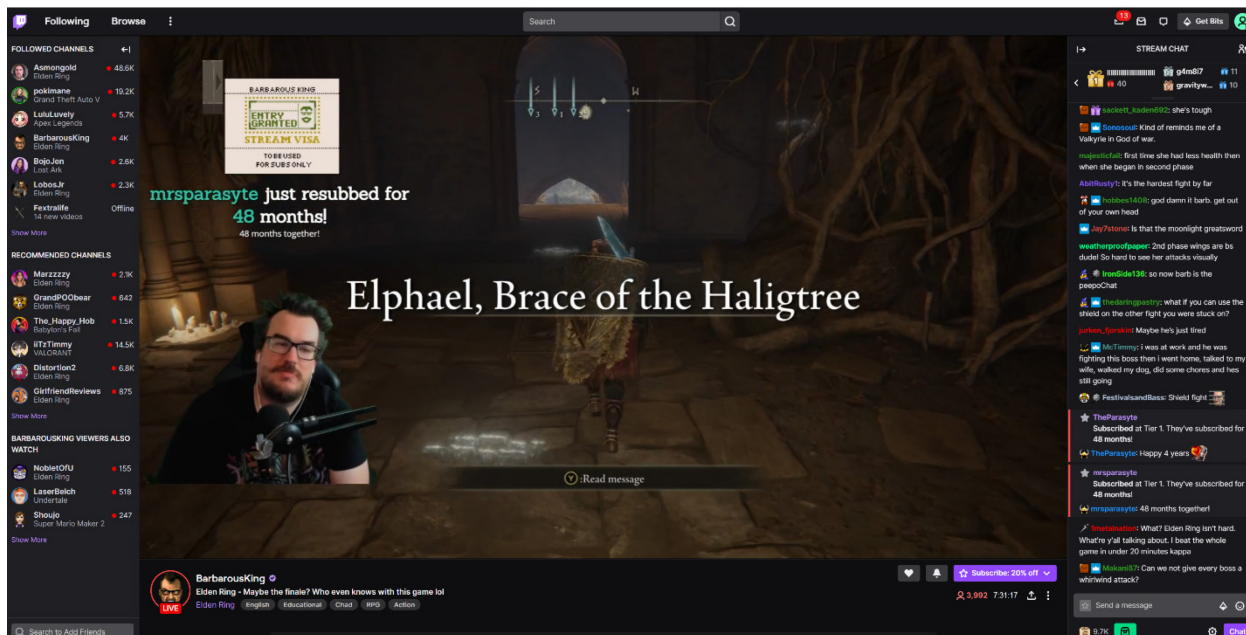 Following
Browse
Search
13
Get Bits
FOLLOWED CHANNELS
Asmongold
48.6K
Elden Ring
pokimane
19.2K
Grand Theft Auto V
LuluLuvely
5.7K
Apex Legends
BarbarousKing
4K
Elden Ring
BojoJen
2.6K
Lost Ark
LobosJr
2.3K
Elden Ring
Fextralife
Offline
14 new videos
Show More
RECOMMENDED CHANNELS
Marzzzzy
2.1K
Elden Ring
GrandPOObear
642
Elden Ring
The_Happy_Hob
1.5K
Babylon's Fall
iiTzTimmy
14.5K
VALORANT
Distortion2
6.8K
Elden Ring
GirlfriendReviews
875
Elden Ring
Show More
BARBAROUSKING VIEWERS ALSO
WATCH
NobletOfU
155
Elden Ring
LaserBelch
518
Undertale
Shoujo
247
Super Mario Maker 2
Show More
Search to Add Friends
BARBAROUS KING
ENTRY
GRANTED
STREAM VISA
TO BE USED
FOR SUBS ONLY
mrsparasyte just resubbed for
48 months!
48 months together!
S
W
3
1
2
Elphael, Brace of the Haligtree
Y :Read message
LIVE
BarbarousKing
Elden Ring - Maybe the finale? Who even knows with this game lol
Elden Ring
English
Educational
Chad
RPG
Action
Subscribe: 20% off
3,992
7:31:17
STREAM CHAT
1
40
g4m8i7
11
gravityw...
10
sackett_kaden692: she's tough
Sonosoul: Kind of reminds me of a
Valkyrie in God of war.
majesticfail: first time she had less health then
when she began in second phase
AbitRusty1: it's the hardest fight by far
hobbes1408: god damn it barb. get out
of your own head
Jay7stone: Is that the moonlight greatsword
weatherproofpaper: 2nd phase wings are bs
dude! So hard to see her attacks visually
IronSide136: so now barb is the
peepoChat
thedaringpastry: what if you can use the
shield on the other fight you were stuck on?
jurken_fjorskin: Maybe he's just tired
McTimmy: i was at work and he was
fighting this boss then i went home, talked to my
wife, walked my dog, did some chores and hes
still going
FestivalsandBass: Shield fight
TheParasyte
Subscribed at Tier 1. They've subscribed for
48 months!
TheParasyte: Happy 4 years
mrsparasyte
Subscribed at Tier 1. They've subscribed for
48 months!
mrsparasyte: 48 months together!
1metalnation: What? Elden Ring isn't hard.
What're y'all talking about. I beat the whole
game in under 20 minutes kappa
Makani87: Can we not give every boss a
whirlwind attack?
Send a message
9.7K
Chat